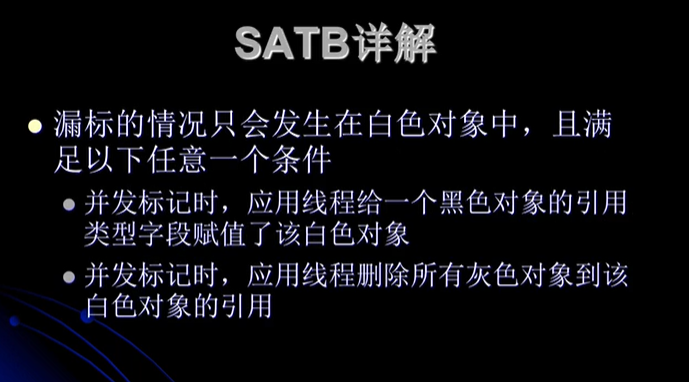 SATB详解
漏标的情况只会发生在白色对象中，且满
足以下任意一个条件
并发标记时，应用线程给一个黑色对象的引用
类型字段赋值了该白色对象
并发标记时，应用线程删除所有灰色对象到该
白色对象的引用